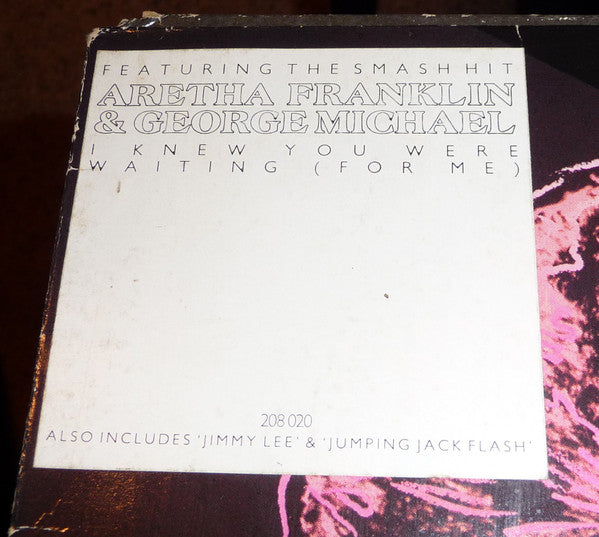 FEATURING THE SMASH HIT
ARETHA FRANKLIN
& GEORGE MICHAEL
I KNEW YOU WERE
WAITING (FOR ME)
208 020
ALSO INCLUDES 'JIMMY LEE' & 'JUMPING JACK FLASH'